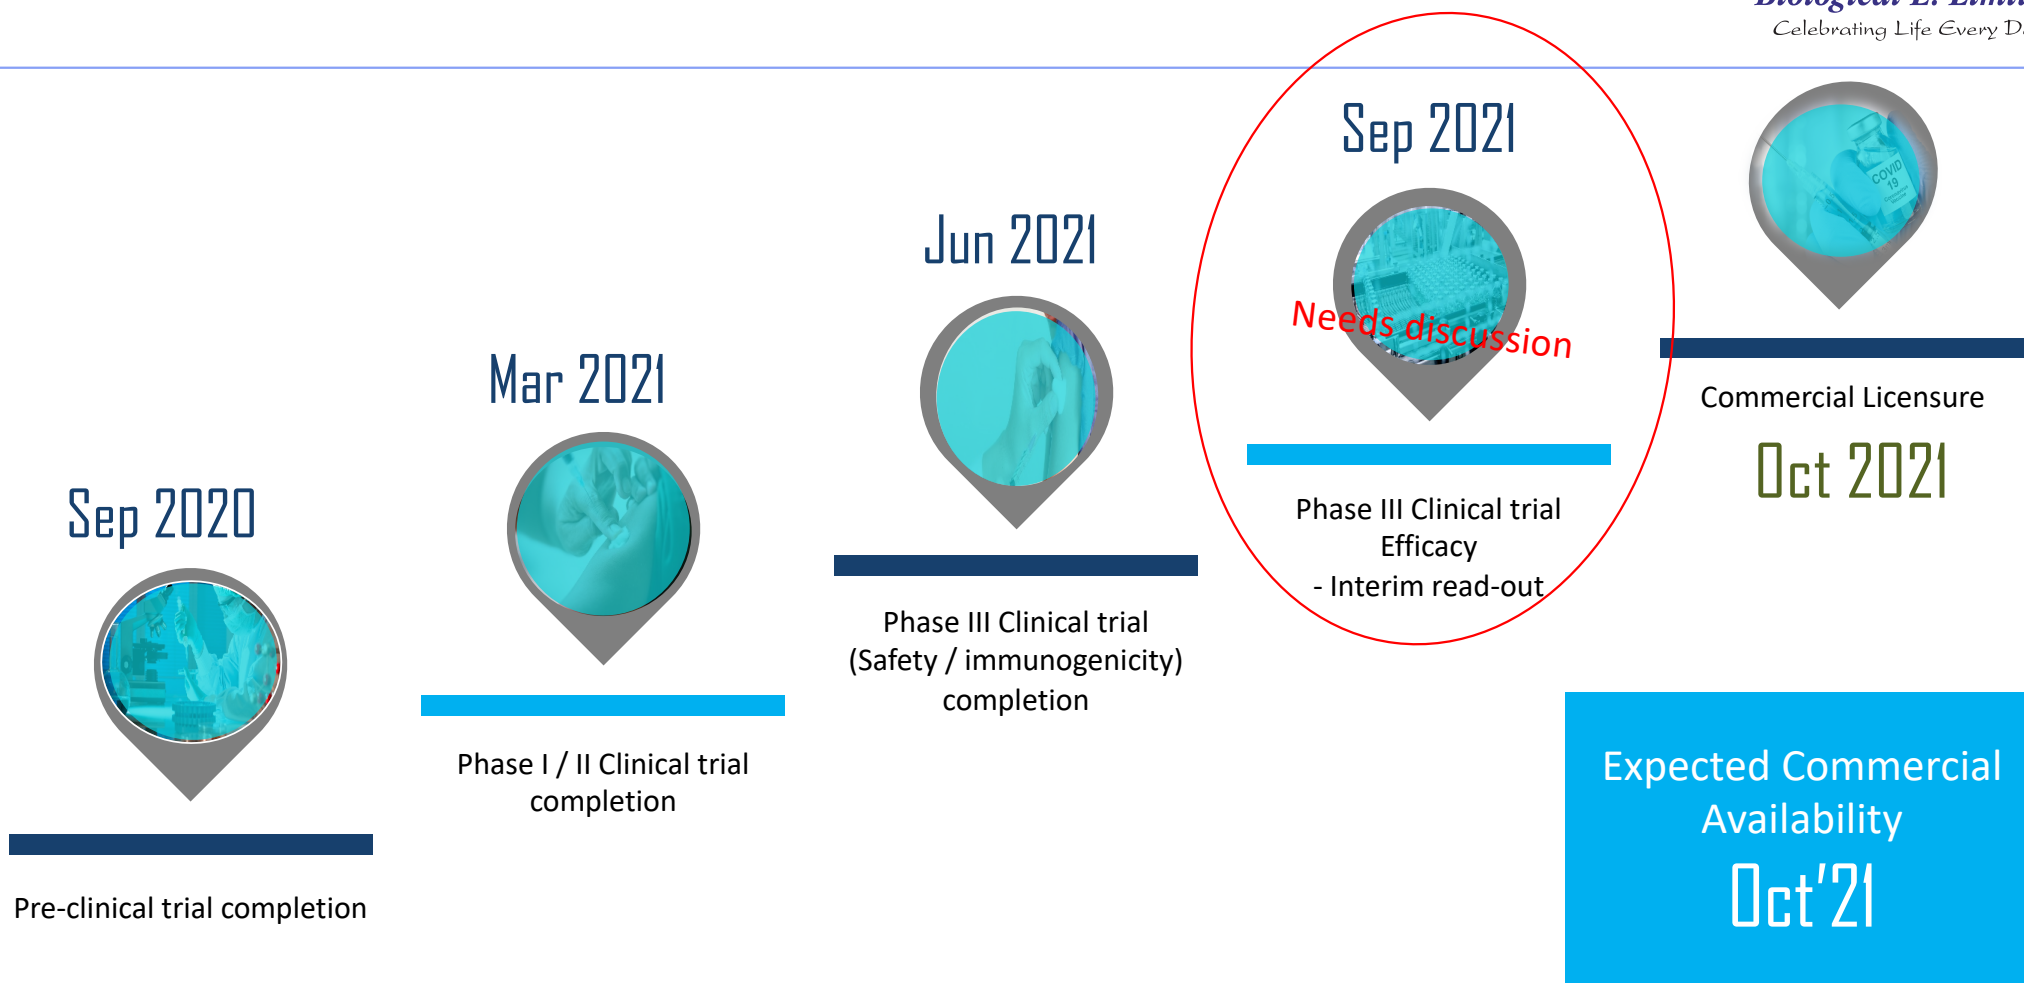 Celebrating Life Every
Sep 2020
Pre-clinical trial completion
Mar 2021
Phase I / II Clinical trial
completion
Jun 2021
Phase III Clinical trial
(Safety / immunogenicity)
completion
Sep 2021
Needs discussion
Phase III Clinical trial
Efficacy
- Interim read-out
COVID
19
Commercial Licensure
Oct 2021
Expected Commercial
Availability
Oct'21